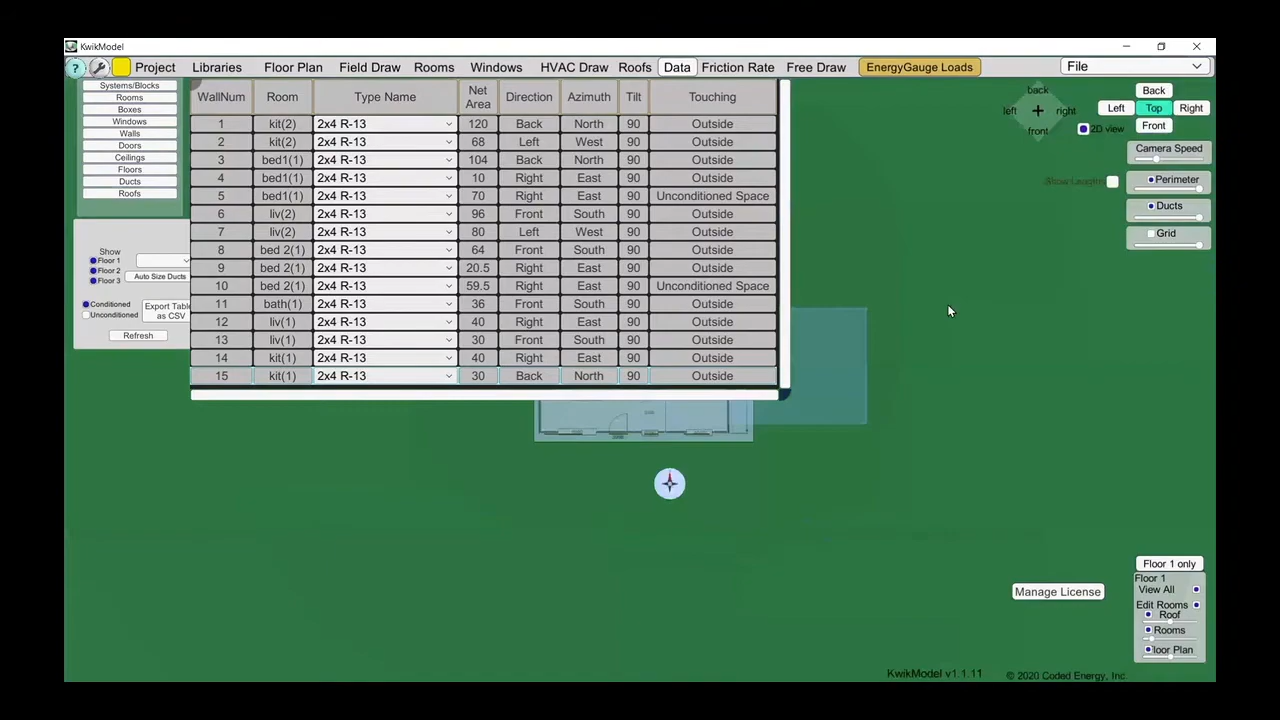 KwikModel
? Project Libraries Floor Plan Field Draw Rooms Windows HVAC Draw Roofs Data Friction Rate Free Draw EnergyGauge Loads File
Systems/Blocks
Rooms
Boxes
Windows
Walls
Doors
Ceilings
Floors
Ducts
Roofs
Show
Floor 1
Floor 2
Floor 3
Auto Size Ducts
Conditioned
Unconditioned
Export Table
as CSV
Refresh
WallNum Room Type Name Net Area Direction Azimuth Tilt Touching
1 kit(2) 2x4 R-13 120 Back North 90 Outside
2 kit(2) 2x4 R-13 68 Left West 90 Outside
3 bed1(1) 2x4 R-13 104 Back North 90 Outside
4 bed1(1) 2x4 R-13 10 Right East 90 Outside
5 bed1(1) 2x4 R-13 70 Right East 90 Unconditioned Space
6 liv(2) 2x4 R-13 96 Front South 90 Outside
7 liv(2) 2x4 R-13 80 Left West 90 Outside
8 bed 2(1) 2x4 R-13 64 Front South 90 Outside
9 bed 2(1) 2x4 R-13 20.5 Right East 90 Outside
10 bed 2(1) 2x4 R-13 59.5 Right East 90 Unconditioned Space
11 bath(1) 2x4 R-13 36 Front South 90 Outside
12 liv(1) 2x4 R-13 40 Right East 90 Outside
13 liv(1) 2x4 R-13 30 Front South 90 Outside
14 kit(1) 2x4 R-13 40 Right East 90 Outside
15 kit(1) 2x4 R-13 30 Back North 90 Outside
back
left right
front
2D view
Back
Left Top Right
Front
Camera Speed
Show Lengths
Perimeter
Ducts
Grid
Manage License
Floor 1 only
Floor 1
View All
Edit Rooms
Roof
Rooms
Floor Plan
KwikModel v1.1.11
© 2020 Coded Energy, Inc.